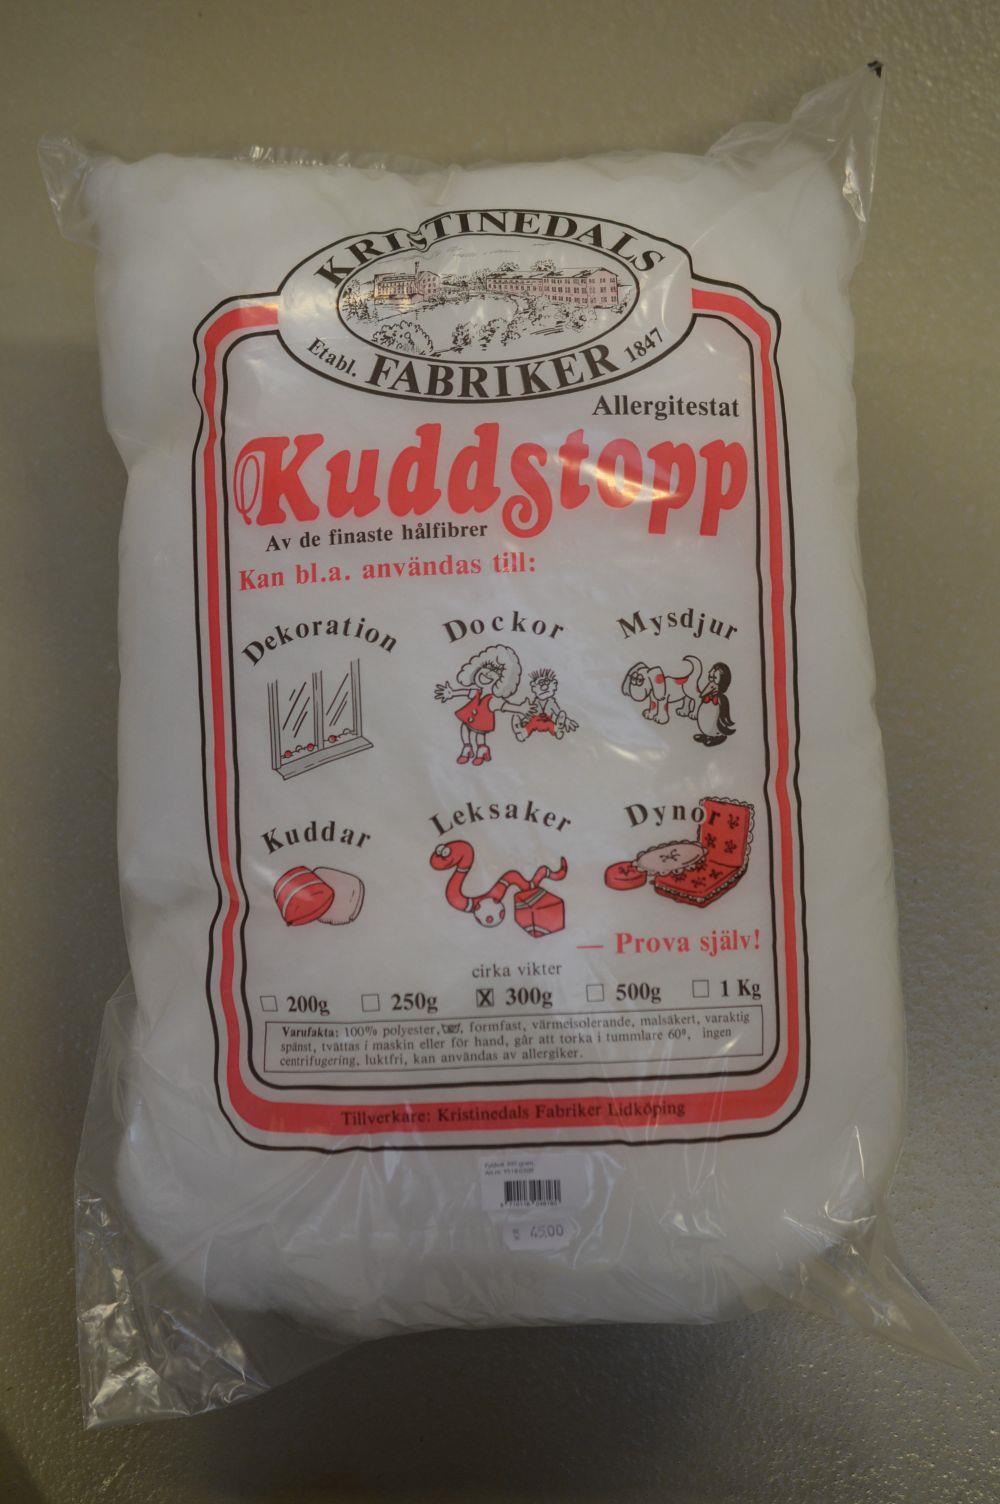 KRISTINEDALS
Etabl. FABRIKER 1847
Allergitestat
Kuddstopp
Av de finaste hålfibrer
Kan bl.a. användas till:
Dekoration Dockor Mysdjur
Kuddar Leksaker Dynor
— Prova själv!
cirka vikter
☐ 200g ☐ 250g ☒ 300g ☐ 500g ☐ 1 Kg
Varufakta: 100% polyester, formfast, värmeisolerande, malsäkert, varaktig
spänst, tvättas i maskin eller för hand, går att torka i tummlare 60°, ingen
centrifugering, luktfri, kan användas av allergiker.
Tillverkare: Kristinedals Fabriker Lidköping
45,00